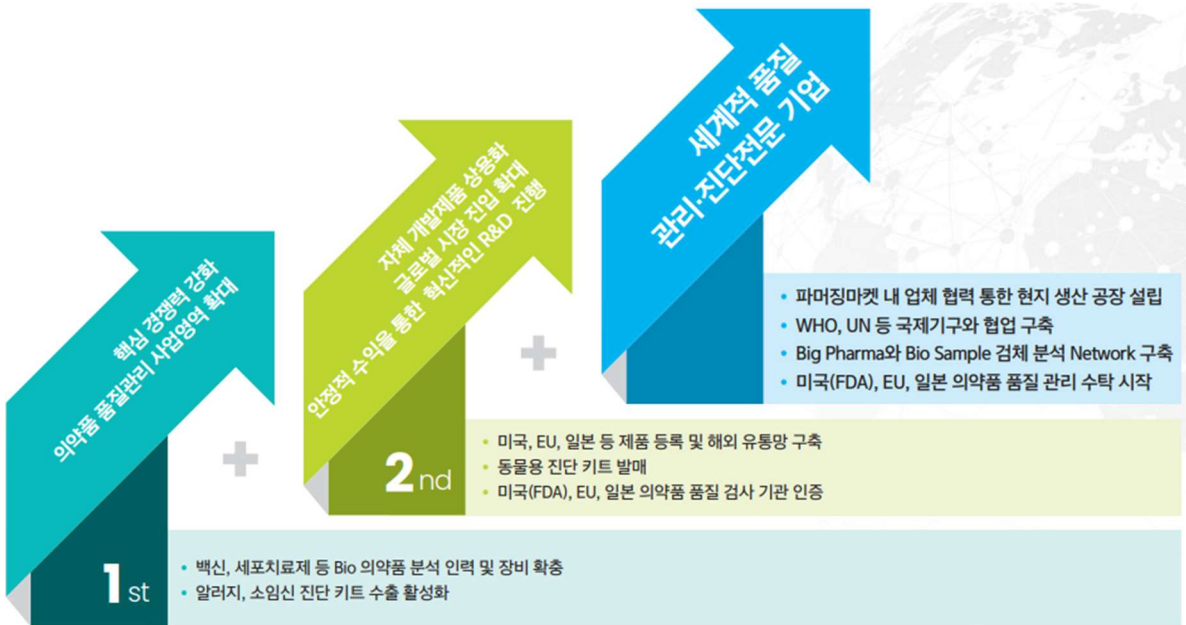 핵심 경쟁력 강화
의약품 품질관리 사업영역 확대
1st
• 백신, 세포치료제 등 Bio 의약품 분석 인력 및 장비 확충
• 알러지, 소임신 진단 키트 수출 활성화
자체 개발제품 상용화
글로벌 시장 진입 확대
안정적 수익을 통한 혁신적인 R&D 진행
2nd
• 미국, EU, 일본 등 제품 등록 및 해외 유통망 구축
• 동물용 진단 키트 발매
• 미국(FDA), EU, 일본 의약품 품질 검사 기관 인증
세계적 품질
관리·진단전문 기업
• 파머징마켓 내 업체 협력 통한 현지 생산 공장 설립
• WHO, UN 등 국제기구와 협업 구축
• Big Pharma와 Bio Sample 검체 분석 Network 구축
• 미국(FDA), EU, 일본 의약품 품질 관리 수탁 시작